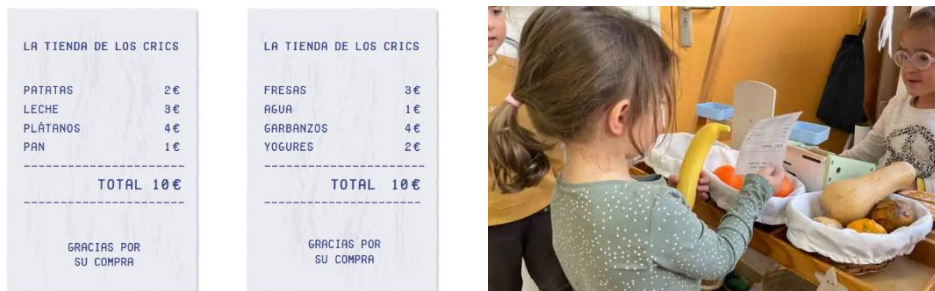 LA TIENDA DE LOS CRICS
PATATAS 2€
LECHE 3€
PLÁTANOS 4€
PAN 1€
TOTAL 10€
GRACIAS POR
SU COMPRA
LA TIENDA DE LOS CRICS
FRESAS 3€
AGUA 1€
GARBANZOS 4€
YOGURES 2€
TOTAL 10€
GRACIAS POR
SU COMPRA